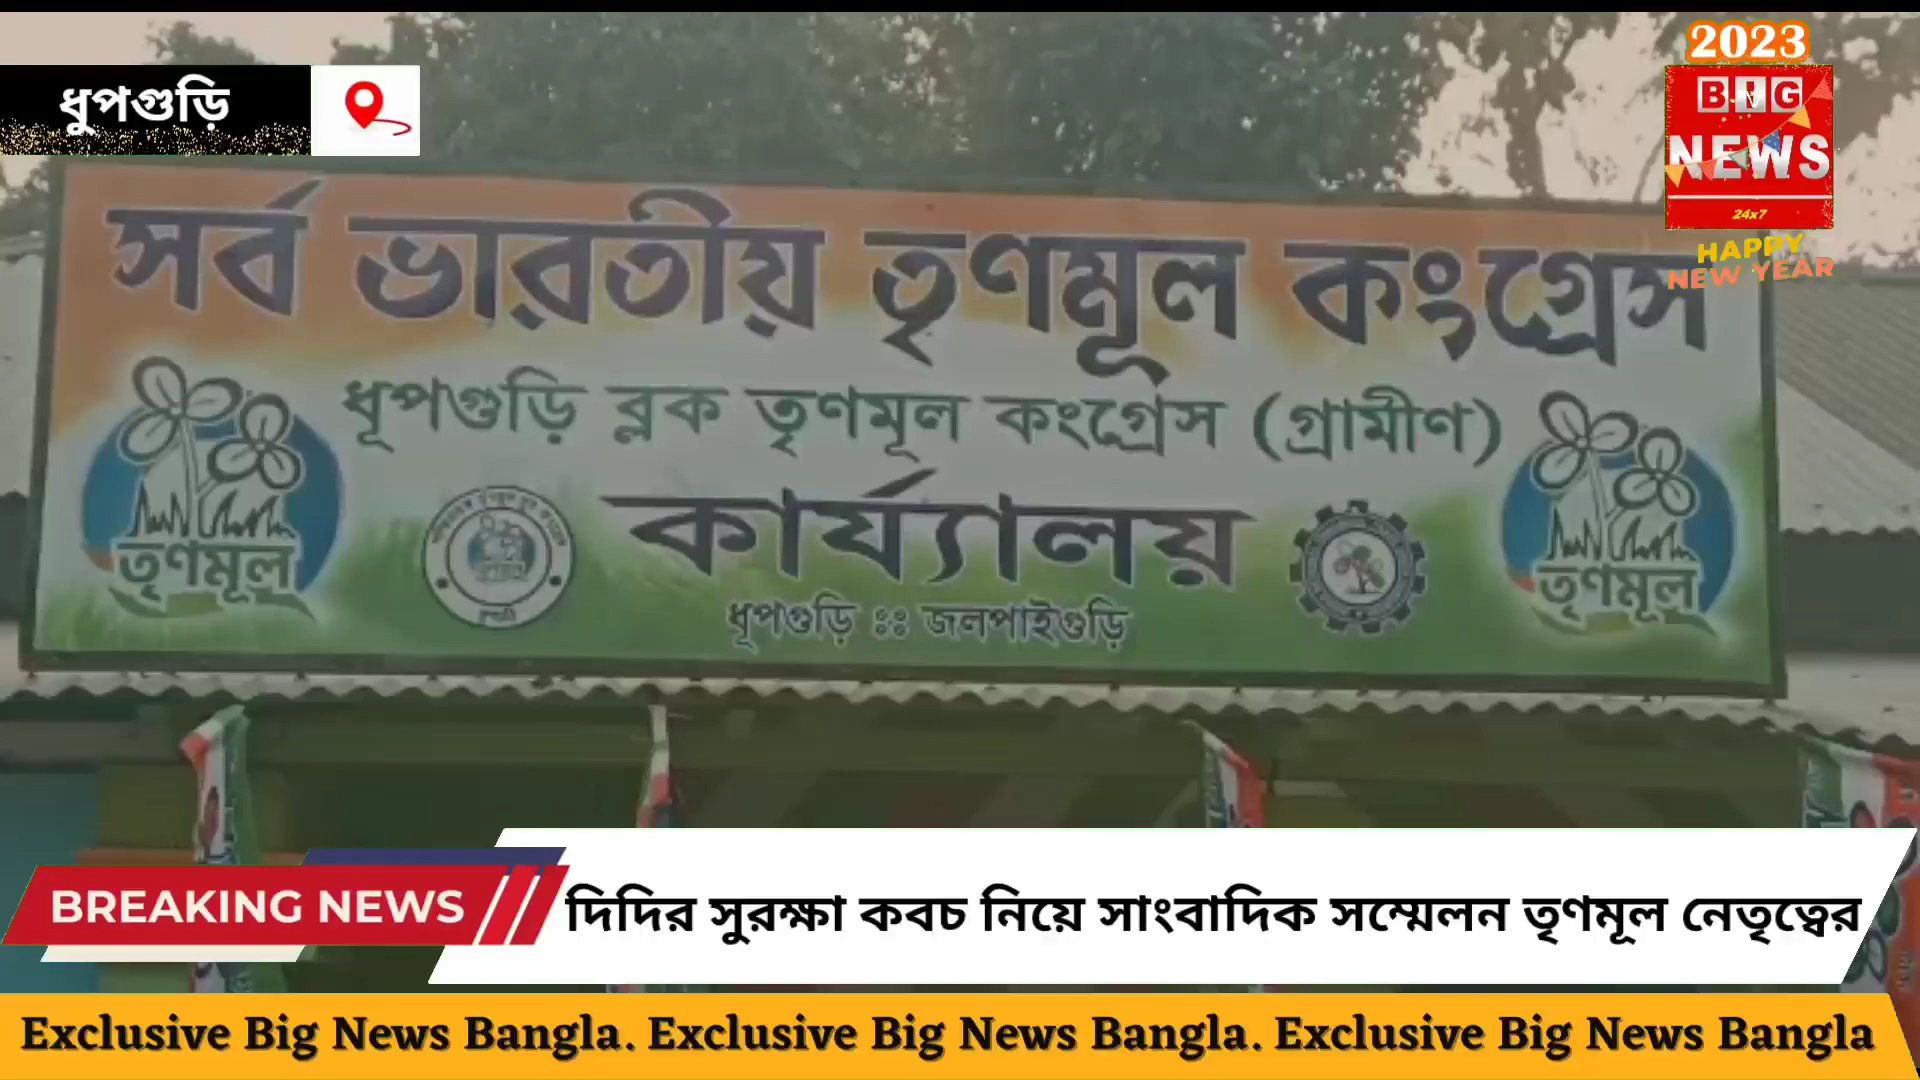 2023
ধুপগুড়ি
BIG
NEWS
24x7
HAPPY
NEW YEAR
সর্ব ভারতীয় তৃণমূল কংগ্রেস
ধূপগুড়ি ব্লক তৃণমূল কংগ্রেস (গ্রামীণ)
কার্য্যালয়
তৃণমূল
তৃণমূল
ধূপগুড়ি ঃঃ জলপাইগুড়ি
BREAKING NEWS
দিদির সুরক্ষা কবচ নিয়ে সাংবাদিক সম্মেলন তৃণমূল নেতৃত্বের
Exclusive Big News Bangla. Exclusive Big News Bangla. Exclusive Big News Bangla